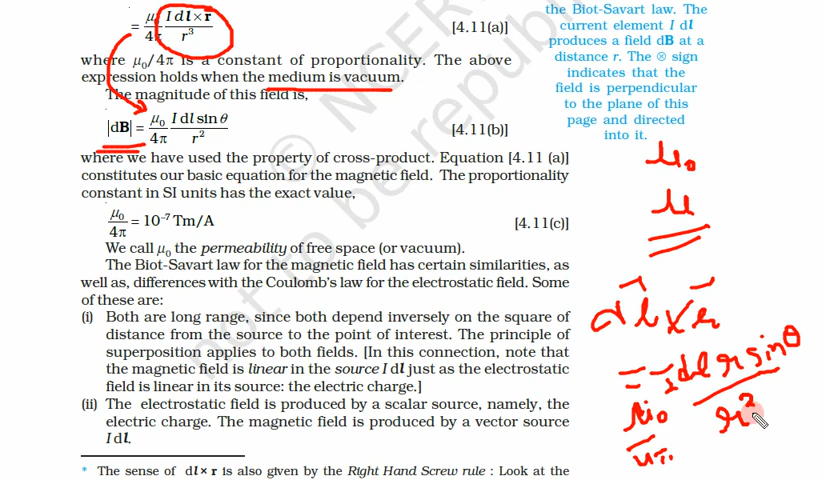 = μ₀/4π I dl × r/r³ [4.11(a)]
where μ₀/4π is a constant of proportionality. The above
expression holds when the medium is vacuum.
The magnitude of this field is,
|dB| = μ₀/4π I dl sin θ/r² [4.11(b)]
where we have used the property of cross-product. Equation [4.11 (a)]
constitutes our basic equation for the magnetic field. The proportionality
constant in SI units has the exact value,
μ₀/4π = 10⁻⁷ Tm/A [4.11(c)]
We call μ₀ the permeability of free space (or vacuum).
The Biot-Savart law for the magnetic field has certain similarities, as
well as, differences with the Coulomb's law for the electrostatic field. Some
of these are:
(i) Both are long range, since both depend inversely on the square of
distance from the source to the point of interest. The principle of
superposition applies to both fields. [In this connection, note that
the magnetic field is linear in the source I dl just as the electrostatic
field is linear in its source: the electric charge.]
(ii) The electrostatic field is produced by a scalar source, namely, the
electric charge. The magnetic field is produced by a vector source
I dl.
* The sense of dl × r is also given by the Right Hand Screw rule : Look at the
the Biot-Savart law. The
current element I dl
produces a field dB at a
distance r. The ⊗ sign
indicates that the
field is perpendicular
to the plane of this
page and directed
into it.
μ₀
μ
dl × r
dl r sin θ
r²
© NCERT
not to be republi